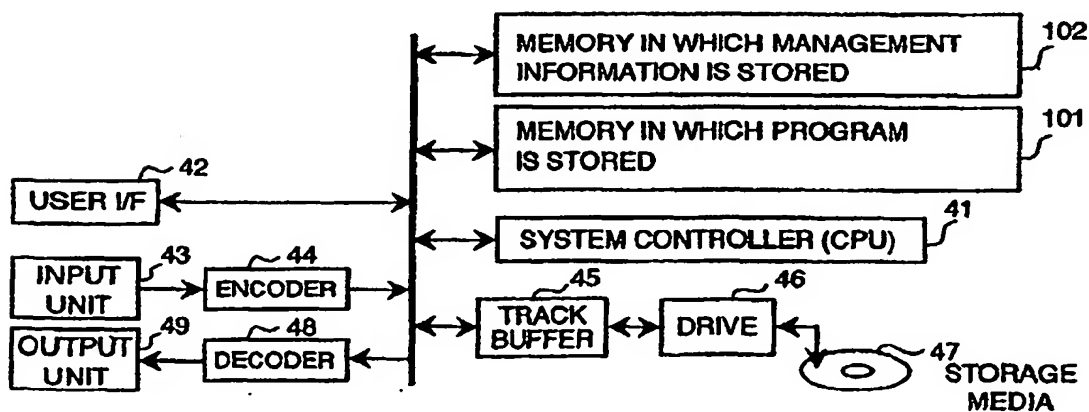 102
MEMORY IN WHICH MANAGEMENT
INFORMATION IS STORED
101
MEMORY IN WHICH PROGRAM
IS STORED
42
USER I/F
41
SYSTEM CONTROLLER (CPU)
43
INPUT
UNIT
44
ENCODER
45
TRACK
BUFFER
46
DRIVE
49
OUTPUT
UNIT
48
DECODER
47
STORAGE
MEDIA